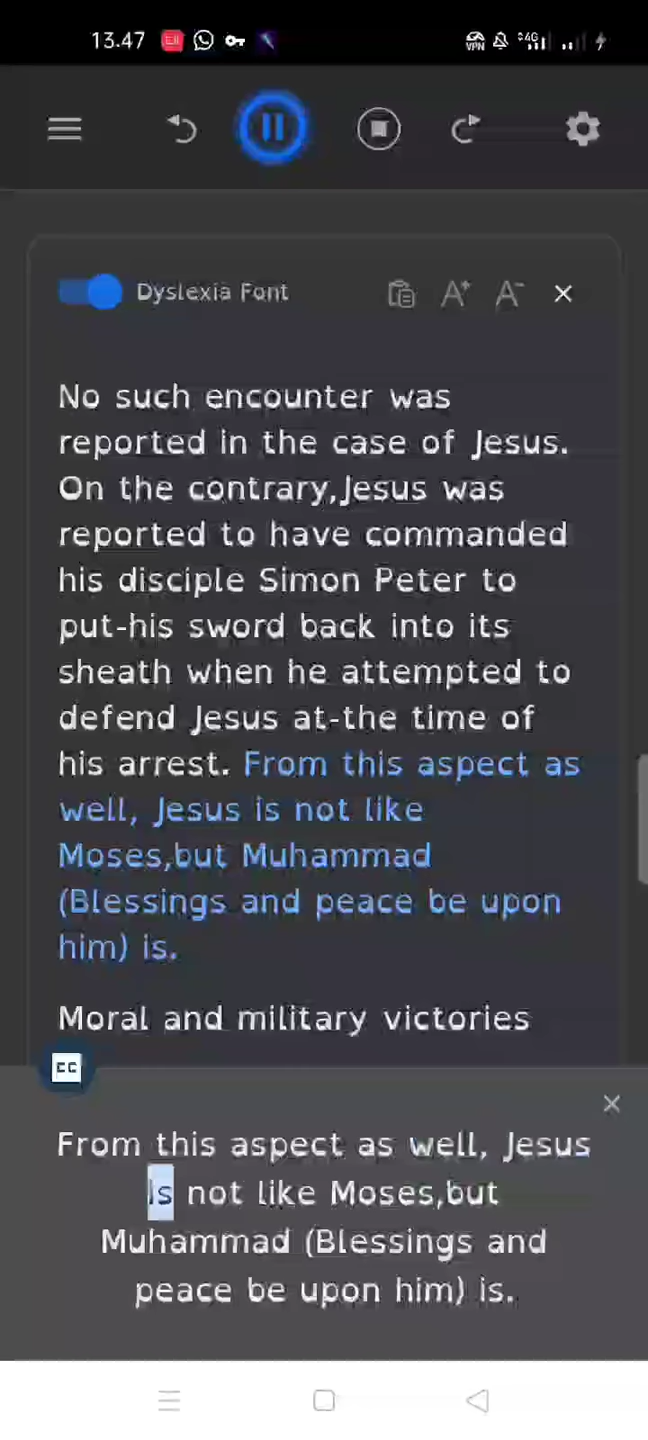 13.47
VPN 4G
Dyslexia Font
A+ A-
No such encounter was
reported in the case of Jesus.
On the contrary,Jesus was
reported to have commanded
his disciple Simon Peter to
put-his sword back into its
sheath when he attempted to
defend Jesus at-the time of
his arrest. From this aspect as
well, Jesus is not like
Moses,but Muhammad
(Blessings and peace be upon
him) is.
Moral and military victories
CC
From this aspect as well, Jesus
is not like Moses,but
Muhammad (Blessings and
peace be upon him) is.